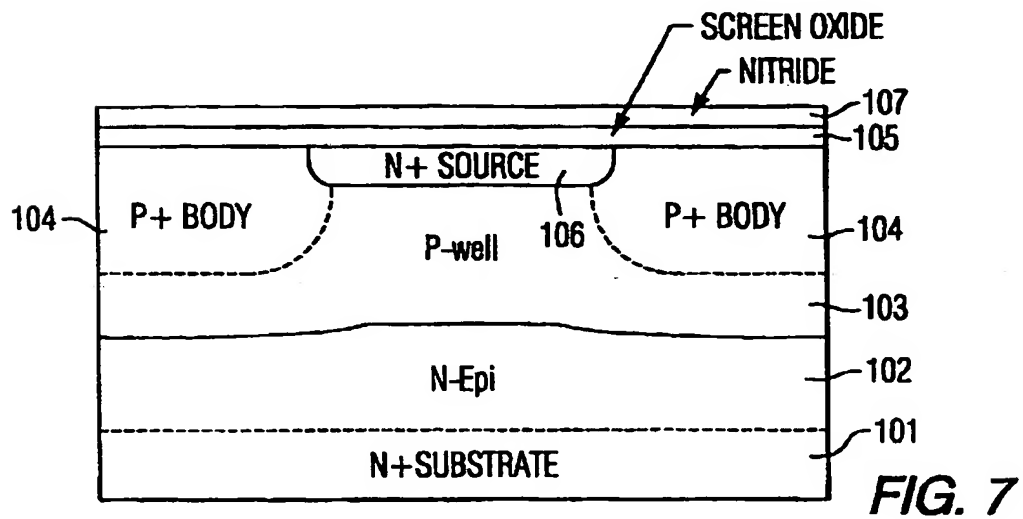 SCREEN OXIDE
NITRIDE
107
105
N+ SOURCE
104
P+ BODY
106
P+ BODY
104
P-well
103
N-Epi
102
101
N+SUBSTRATE
FIG. 7